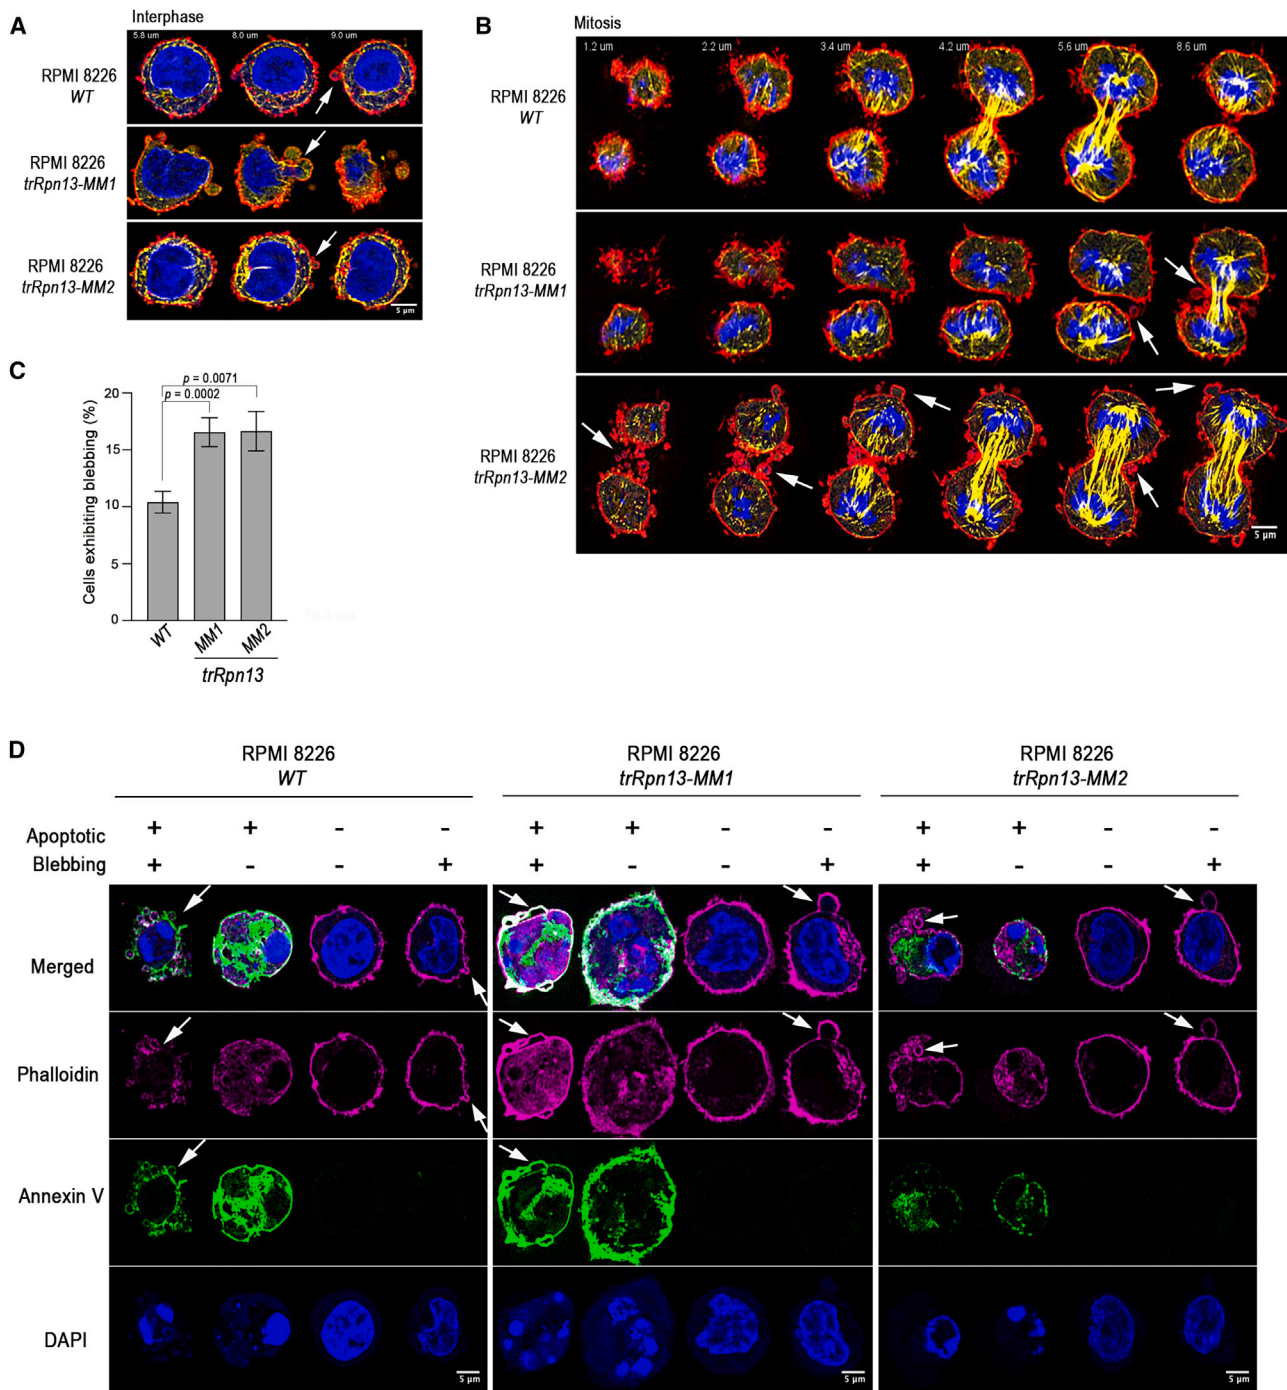 A
Interphase
5.8 um 8.0 um 9.0 um
RPMI 8226
WT
RPMI 8226
trRpn13-MM1
RPMI 8226
trRpn13-MM2
5 µm
B
Mitosis
1.2 um 2.2 um 3.4 um 4.2 um 5.6 um 8.6 um
RPMI 8226
WT
RPMI 8226
trRpn13-MM1
RPMI 8226
trRpn13-MM2
5 µm
C
p = 0.0071
p = 0.0002
Cells exhibiting blebbing (%)
20
15
10
5
0
WT MM1 MM2
trRpn13
D
RPMI 8226 RPMI 8226 RPMI 8226
WT trRpn13-MM1 trRpn13-MM2
Apoptotic + + - - + + - - + + - -
Blebbing + - - + + - - + + - - +
Merged
Phalloidin
Annexin V
DAPI
5 µm 5 µm 5 µm